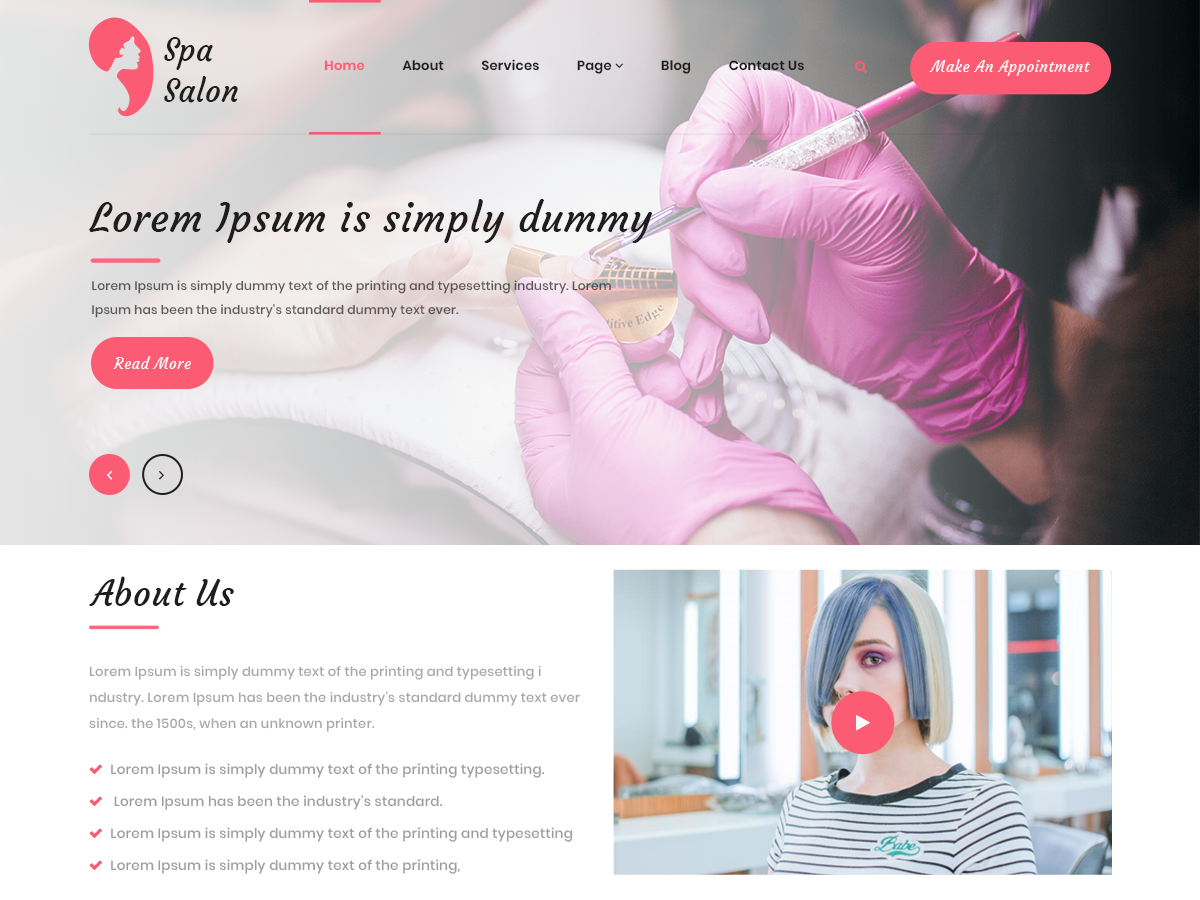 Spa
Salon
Home About Services Page Blog Contact Us
Make An Appointment
Lorem Ipsum is simply dummy
Lorem Ipsum is simply dummy text of the printing and typesetting industry. Lorem
Ipsum has been the industry's standard dummy text ever.
Edge
Read More
About Us
Lorem Ipsum is simply dummy text of the printing and typesetting i
ndustry. Lorem Ipsum has been the industry's standard dummy text ever
since. the 1500s, when an unknown printer.
Lorem Ipsum is simply dummy text of the printing typesetting.
Lorem Ipsum has been the industry's standard.
Lorem Ipsum is simply dummy text of the printing and typesetting
Lorem Ipsum is simply dummy text of the printing,
Babe